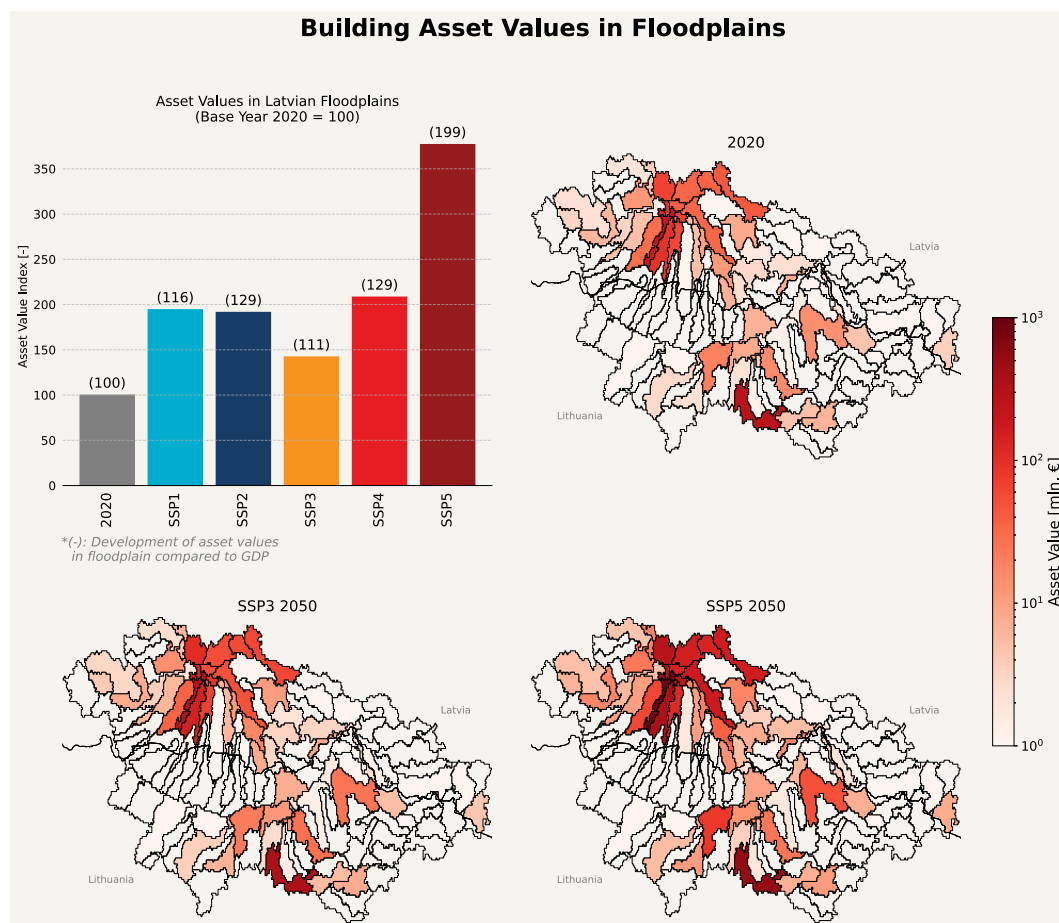 Building Asset Values in Floodplains
Asset Values in Latvian Floodplains
(Base Year 2020 = 100)
Asset Value Index [-]
350
300
250
200
150
100
50
0
(100)
(116)
(129)
(111)
(129)
(199)
2020
SSP1
SSP2
SSP3
SSP4
SSP5
*(-): Development of asset values
in floodplain compared to GDP
2020
Latvia
Lithuania
SSP3 2050
Latvia
Lithuania
SSP5 2050
Latvia
Lithuania
10³
10²
10¹
10⁰
Asset Value [mln. €]